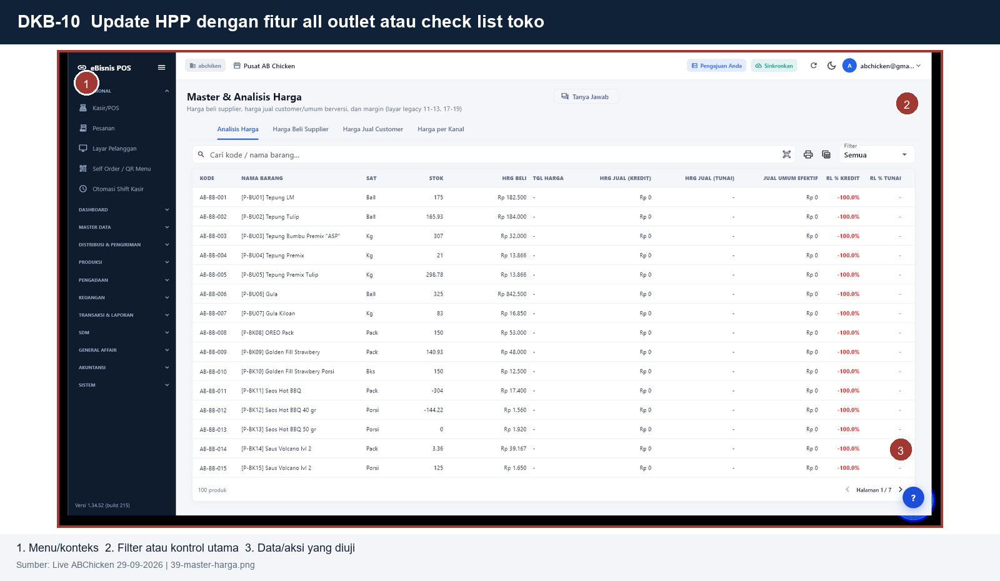 DKB-10 Update HPP dengan fitur all outlet atau check list toko
eBisnis POS
abchiken
Pusat AB Chicken
Pengajuan Anda
Sinkronkan
A
abchicken@gma...
1
IONAL
Kasir/POS
Pesanan
Layar Pelanggan
Self Order / QR Menu
Otomasi Shift Kasir
DASHBOARD
MASTER DATA
DISTRIBUSI & PENGIRIMAN
PRODUKSI
PENGADAAN
KEUANGAN
TRANSAKSI & LAPORAN
SDM
GENERAL AFFAIR
AKUNTANSI
SISTEM
Versi 1.34.52 (build 215)
Master & Analisis Harga
Tanya Jawab
2
Harga beli supplier, harga jual customer/umum berversi, dan margin (layar legacy 11-13, 17-19)
Analisis Harga Harga Beli Supplier Harga Jual Customer Harga per Kanal
Cari kode / nama barang...
Filter
Semua
KODE NAMA BARANG SAT STOK HRG BELI TGL HARGA HRG JUAL (KREDIT) HRG JUAL (TUNAI) JUAL UMUM EFEKTIF RL % KREDIT RL % TUNAI
AB-BB-001 [P-BU01] Tepung LM Ball 175 Rp 182.500 - Rp 0 - Rp 0 -100.0% -
AB-BB-002 [P-BU02] Tepung Tulip Ball 165.93 Rp 184.000 - Rp 0 - Rp 0 -100.0% -
AB-BB-003 [P-BU03] Tepung Bumbu Premix "ASP" Kg 307 Rp 32.000 - Rp 0 - Rp 0 -100.0% -
AB-BB-004 [P-BU04] Tepung Premix Kg 21 Rp 13.866 - Rp 0 - Rp 0 -100.0% -
AB-BB-005 [P-BU05] Tepung Premix Tulip Kg 298.78 Rp 13.866 - Rp 0 - Rp 0 -100.0% -
AB-BB-006 [P-BU06] Gula Ball 325 Rp 842.500 - Rp 0 - Rp 0 -100.0% -
AB-BB-007 [P-BU07] Gula Kiloan Kg 83 Rp 16.850 - Rp 0 - Rp 0 -100.0% -
AB-BB-008 [P-BK08] OREO Pack Pack 150 Rp 53.000 - Rp 0 - Rp 0 -100.0% -
AB-BB-009 [P-BK09] Golden Fill Strawbery Pack 140.93 Rp 48.000 - Rp 0 - Rp 0 -100.0% -
AB-BB-010 [P-BK10] Golden Fill Strawbery Porsi Bks 150 Rp 12.500 - Rp 0 - Rp 0 -100.0% -
AB-BB-011 [P-BK11] Saos Hot BBQ Pack -304 Rp 17.400 - Rp 0 - Rp 0 -100.0% -
AB-BB-012 [P-BK12] Saos Hot BBQ 40 gr Porsi -144.22 Rp 1.560 - Rp 0 - Rp 0 -100.0% -
AB-BB-013 [P-BK13] Saos Hot BBQ 50 gr Porsi 0 Rp 1.920 - Rp 0 - Rp 0 -100.0% -
AB-BB-014 [P-BK14] Saus Volcano lvl 2 Pack 3.36 Rp 39.167 - Rp 0 - Rp 0 -100.0% 3
AB-BB-015 [P-BK15] Saus Volcano lvl 2 Porsi 125 Rp 1.650 - Rp 0 - Rp 0 -100.0% -
100 produk
Halaman 1 / 7
?
1. Menu/konteks 2. Filter atau kontrol utama 3. Data/aksi yang diuji
Sumber: Live ABChicken 29-09-2026 | 39-master-harga.png